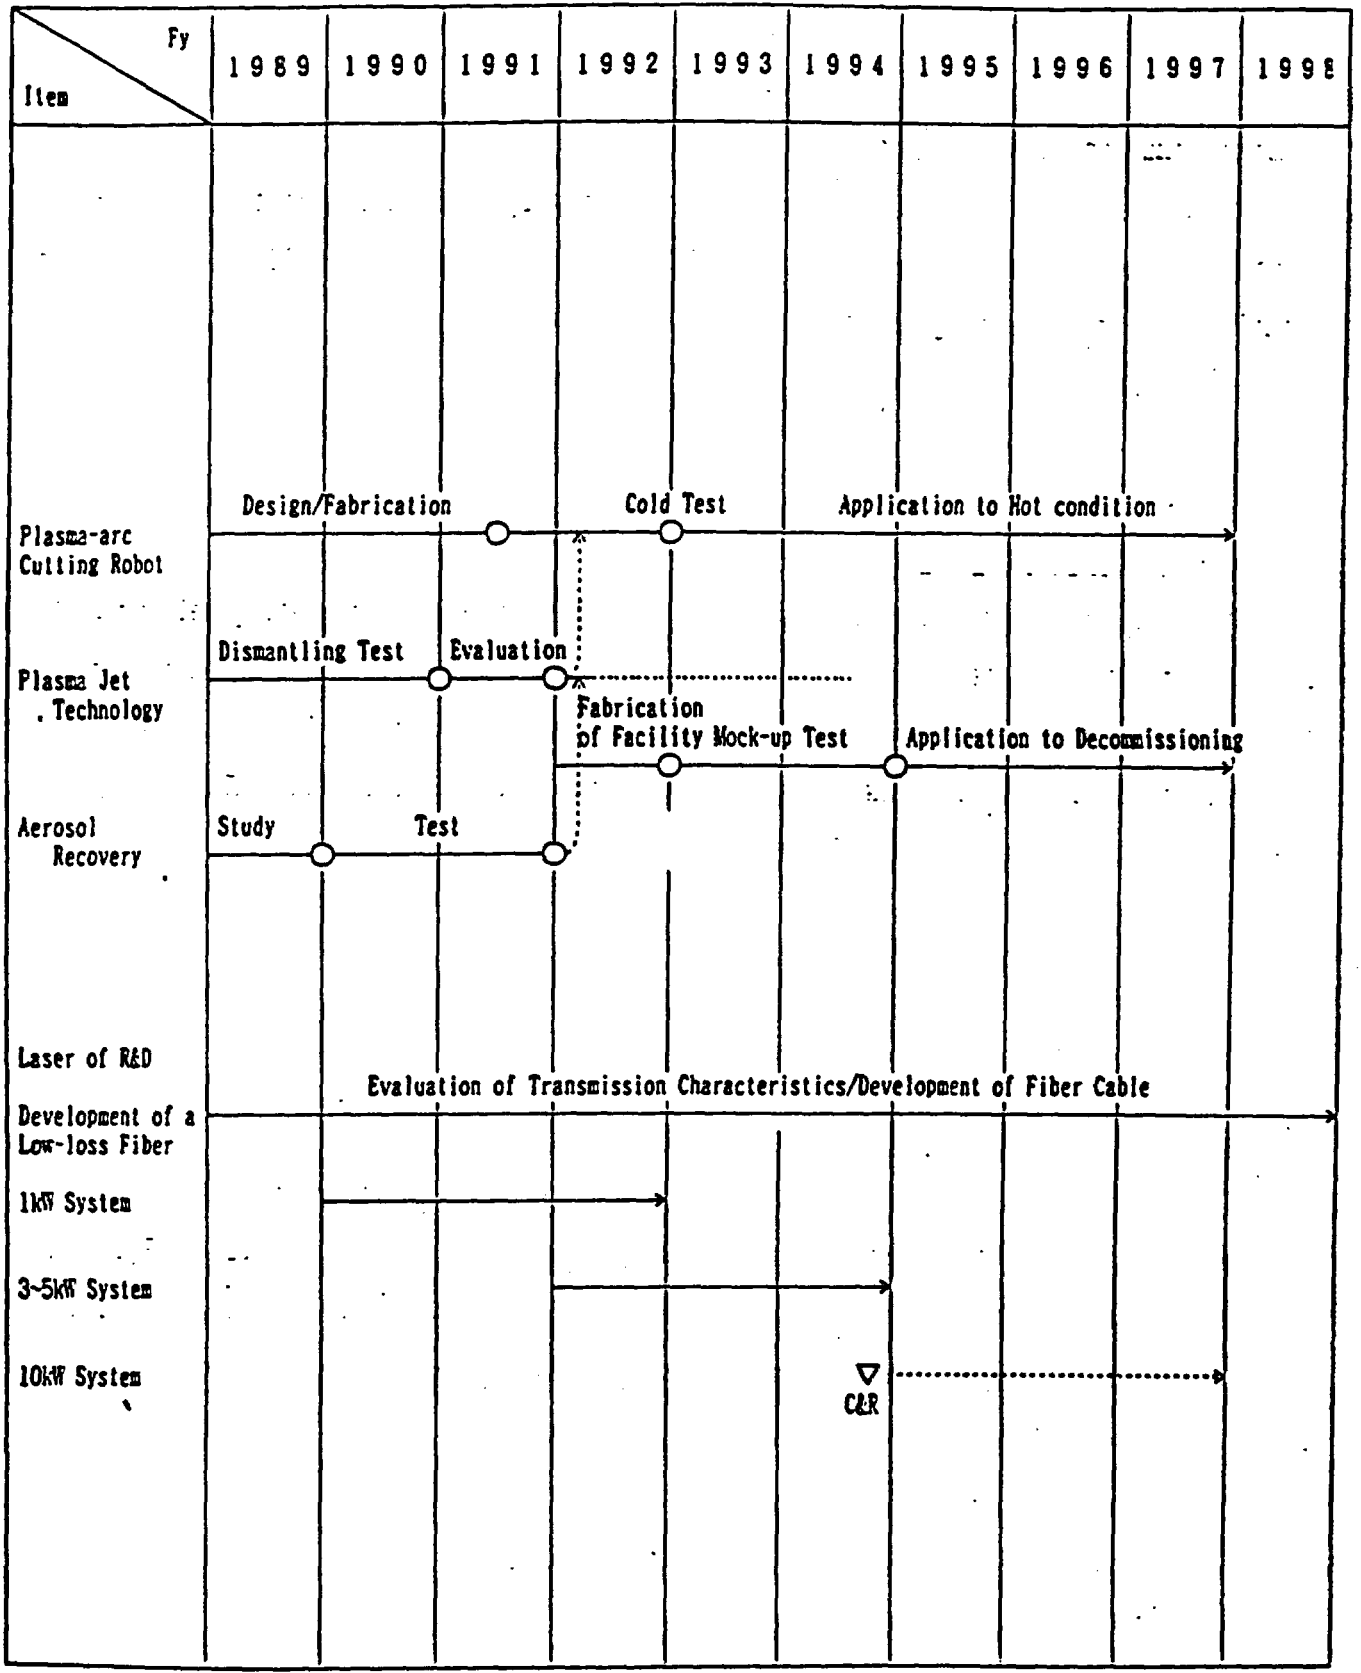 Fy
Item
1989 1990 1991 1992 1993 1994 1995 1996 1997 1998
Design/Fabrication Cold Test Application to Hot condition
Plasma-arc
Cutting Robot
Dismantling Test Evaluation
Plasma Jet
Technology
Fabrication
of Facility Mock-up Test Application to Decommissioning
Aerosol
Recovery
Study Test
Laser of R&D
Evaluation of Transmission Characteristics/Development of Fiber Cable
Development of a
Low-loss Fiber
1kW System
3~5kW System
10kW System
C&R